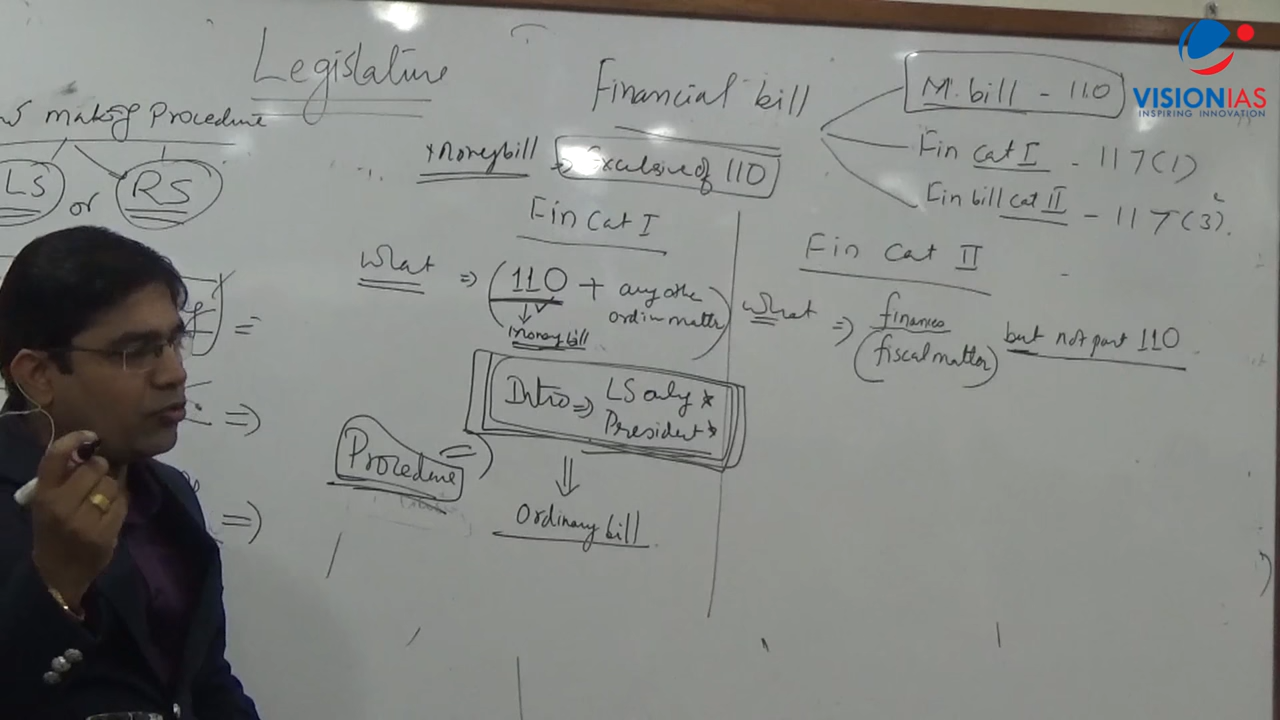 Legislature
making Procedure
LS or RS
Financial bill
M. bill - 110
Fin cat I - 117(1)
Fin bill cat II - 117(3).
VISIONIAS
INSPIRING INNOVATION
Moneybill => Exculsive of 110
Fin Cat I
What => (110 + any othe
ordin matter)
Money bill
Intro => LS only *
President *
Procedure =>
Ordinary bill
Fin Cat II
What => finances
(fiscal matter) but not part 110